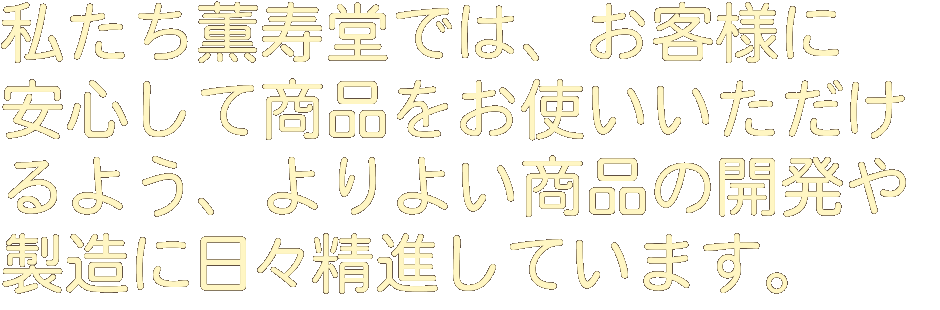 私たち薫寿堂では、お客様に
安心して商品をお使いいただけ
るよう、よりよい商品の開発や
製造に日々精進しています。